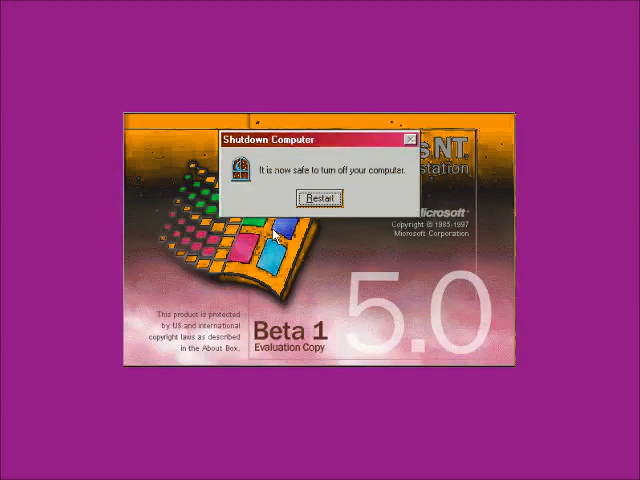 Shutdown Computer
It is now safe to turn off your computer.
Restart
s NT
station
Microsoft
Copyright © 1985-1997
Microsoft Corporation
This product is protected
by US and international
copyright laws as described
in the About Box.
Beta 1
Evaluation Copy
5.0